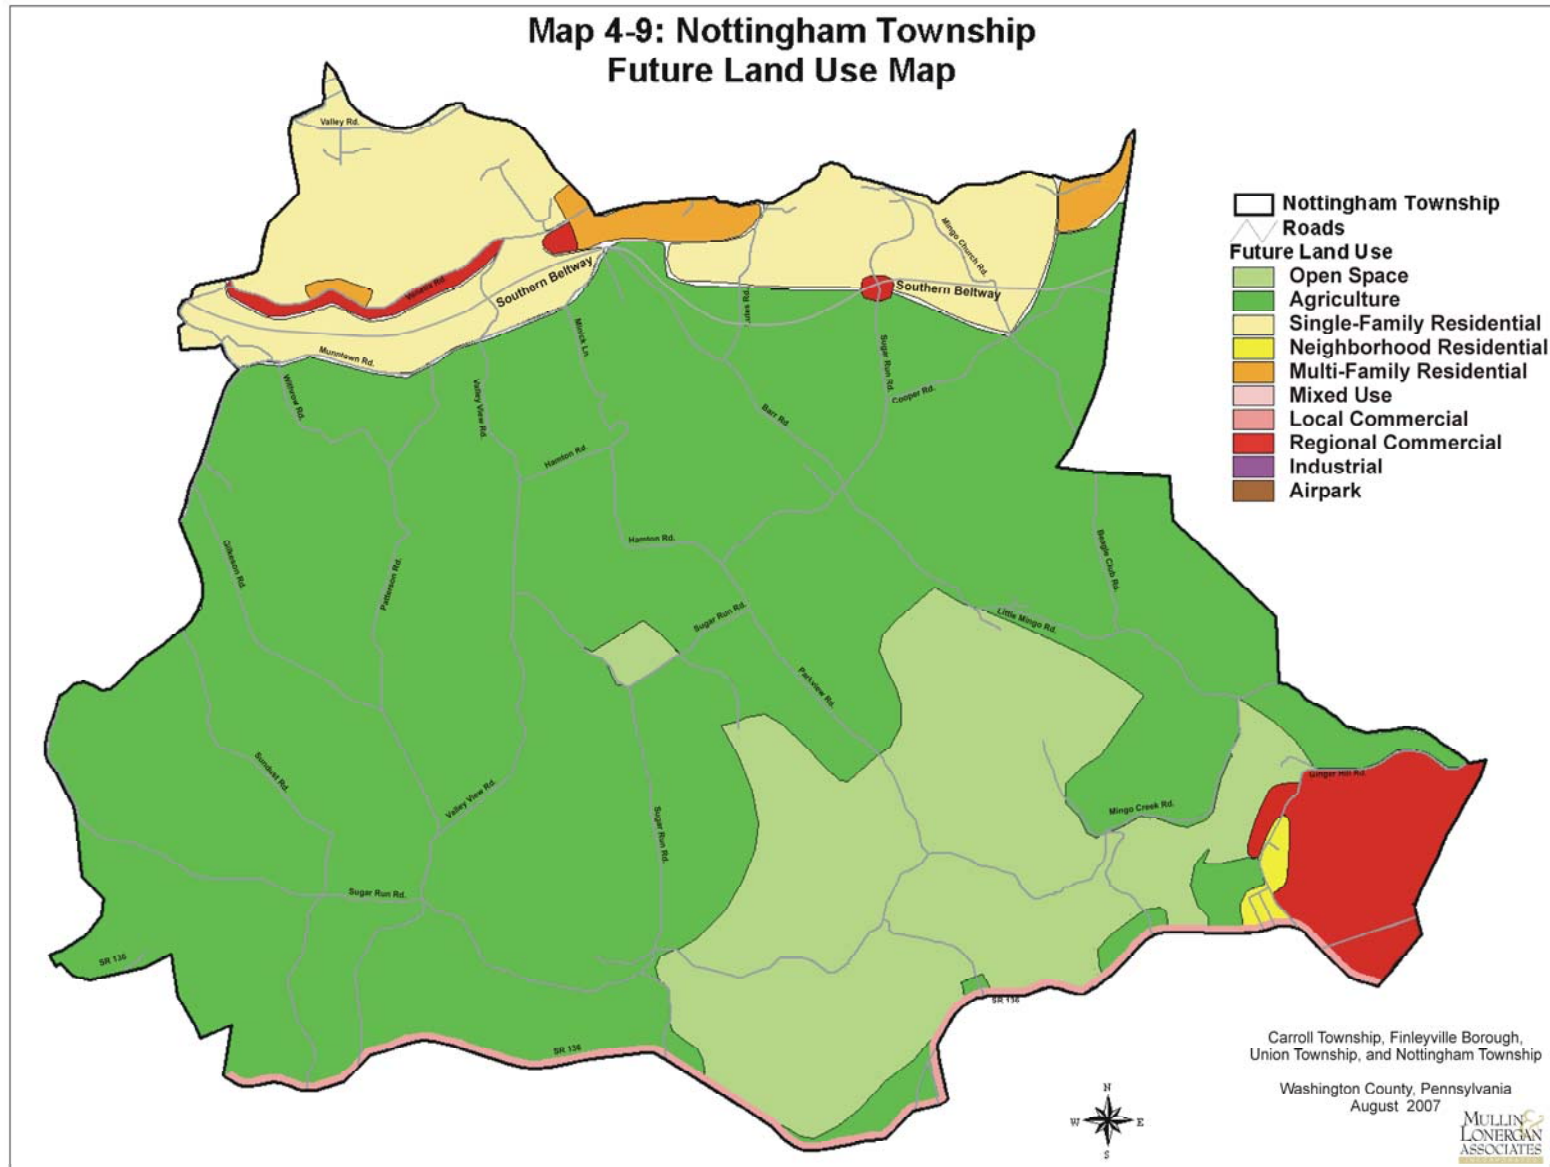 Map 4-9: Nottingham Township
Future Land Use Map
Valley Rd.
Venetia Rd.
Southern Beltway
Munntown Rd.
Mingo Church Rd.
Southern Beltway
Minick Ln.
Sugar Run Rd.
Cooper Rd.
Withrow Rd.
Valley View Rd.
Barr Rd.
Hamton Rd.
Hamton Rd.
Gilkeson Rd.
Patterson Rd.
Beagle Club Rd.
Sugar Run Rd.
Little Mingo Rd.
Parkview Rd.
Sundust Rd.
Valley View Rd.
Sugar Run Rd.
Mingo Creek Rd.
Ginger Hill Rd.
Sugar Run Rd.
SR 136
SR 136
SR 136
Nottingham Township
Roads
Future Land Use
Open Space
Agriculture
Single-Family Residential
Neighborhood Residential
Multi-Family Residential
Mixed Use
Local Commercial
Regional Commercial
Industrial
Airpark
Carroll Township, Finleyville Borough,
Union Township, and Nottingham Township
Washington County, Pennsylvania
August 2007
N
W E
S
MULLIN &
LONERGAN
ASSOCIATES